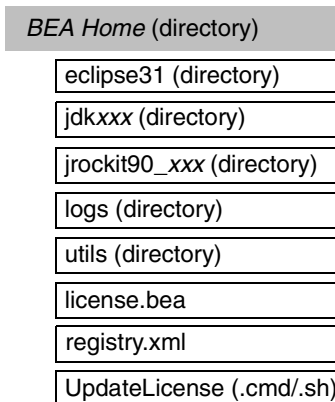 BEA Home (directory)
eclipse31 (directory)
jdkxxx (directory)
jrockit90_xxx (directory)
logs (directory)
utils (directory)
license.bea
registry.xml
UpdateLicense (.cmd/.sh)